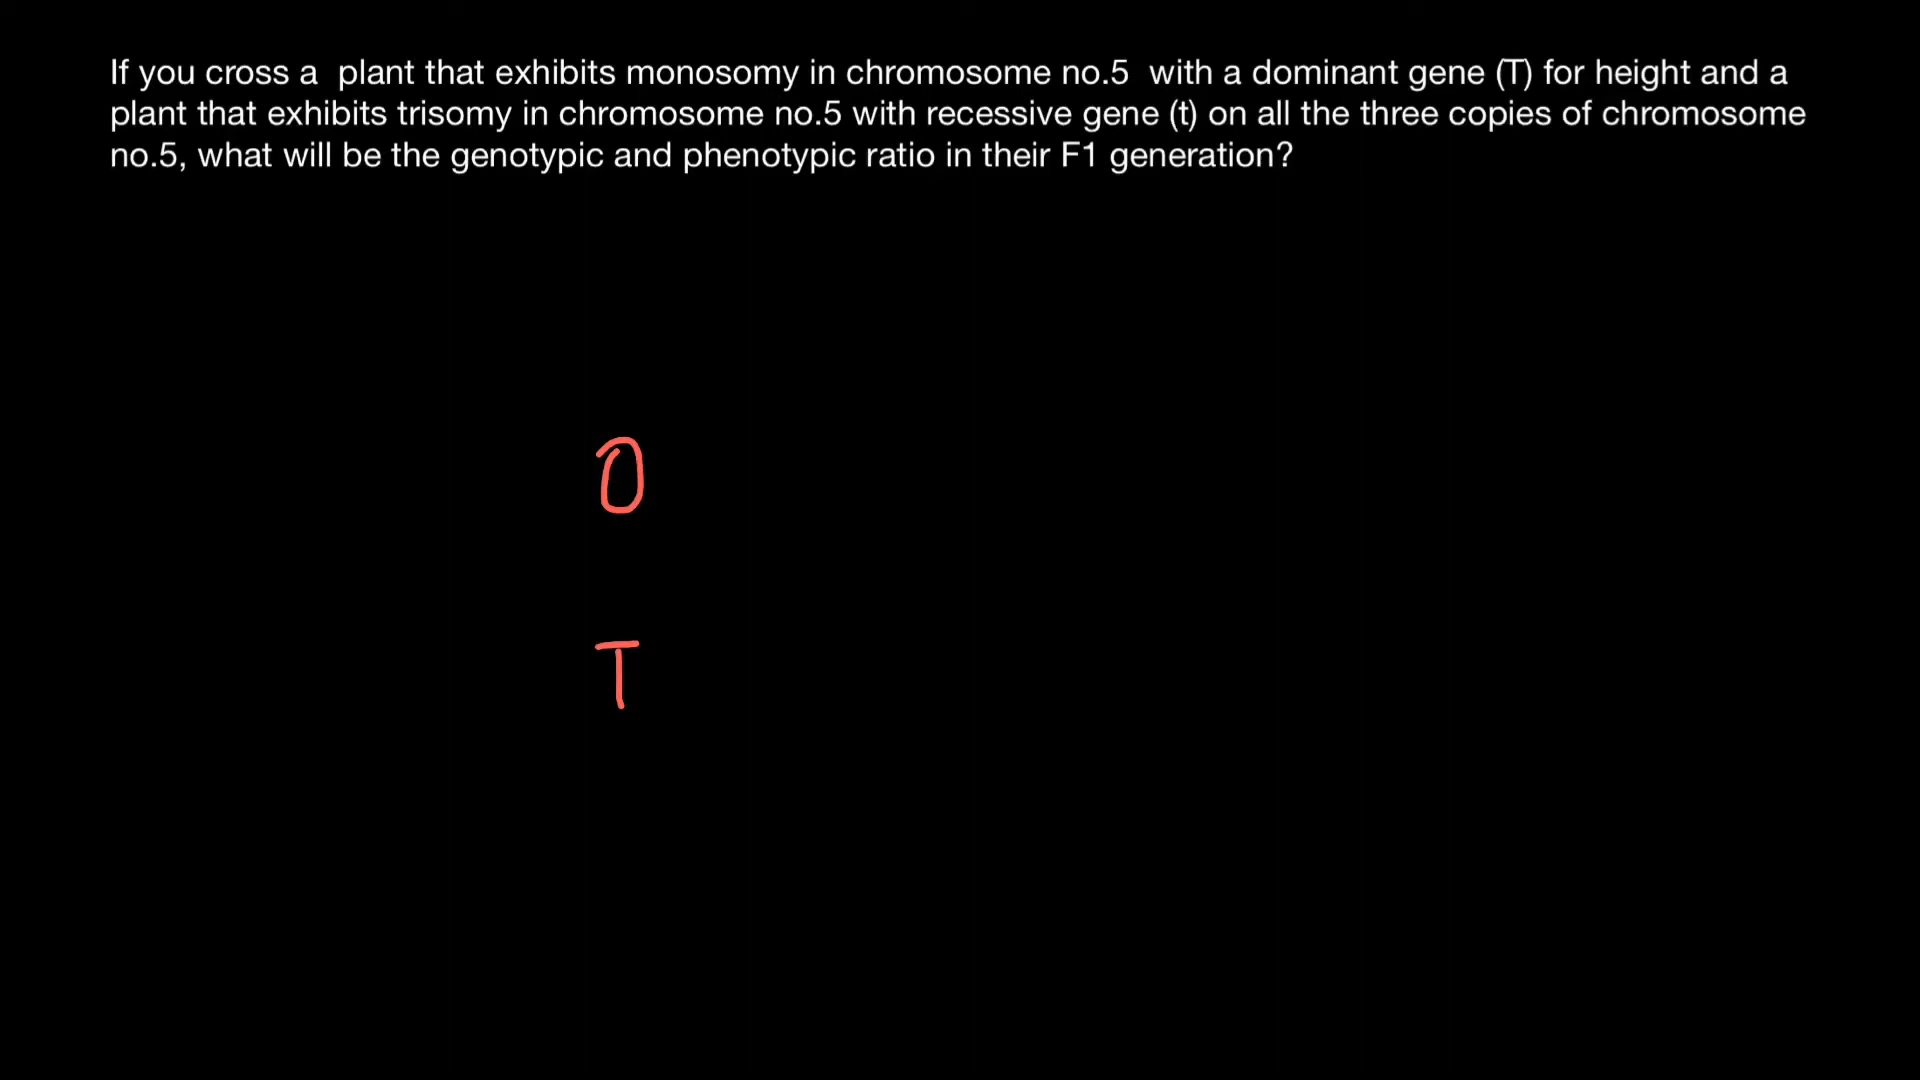 If you cross a  plant that exhibits monosomy in chromosome no.5  with a dominant gene (T) for height and a
plant that exhibits trisomy in chromosome no.5 with recessive gene (t) on all the three copies of chromosome
no.5, what will be the genotypic and phenotypic ratio in their F1 generation?
0
T